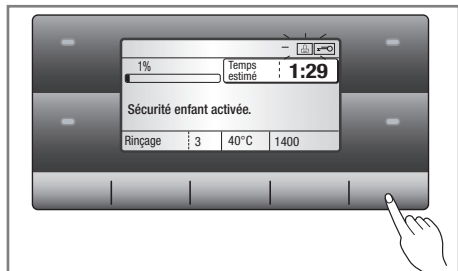 1%
Temps
estimé
1:29
Sécurité enfant activée.
Rinçage 3 40°C 1400